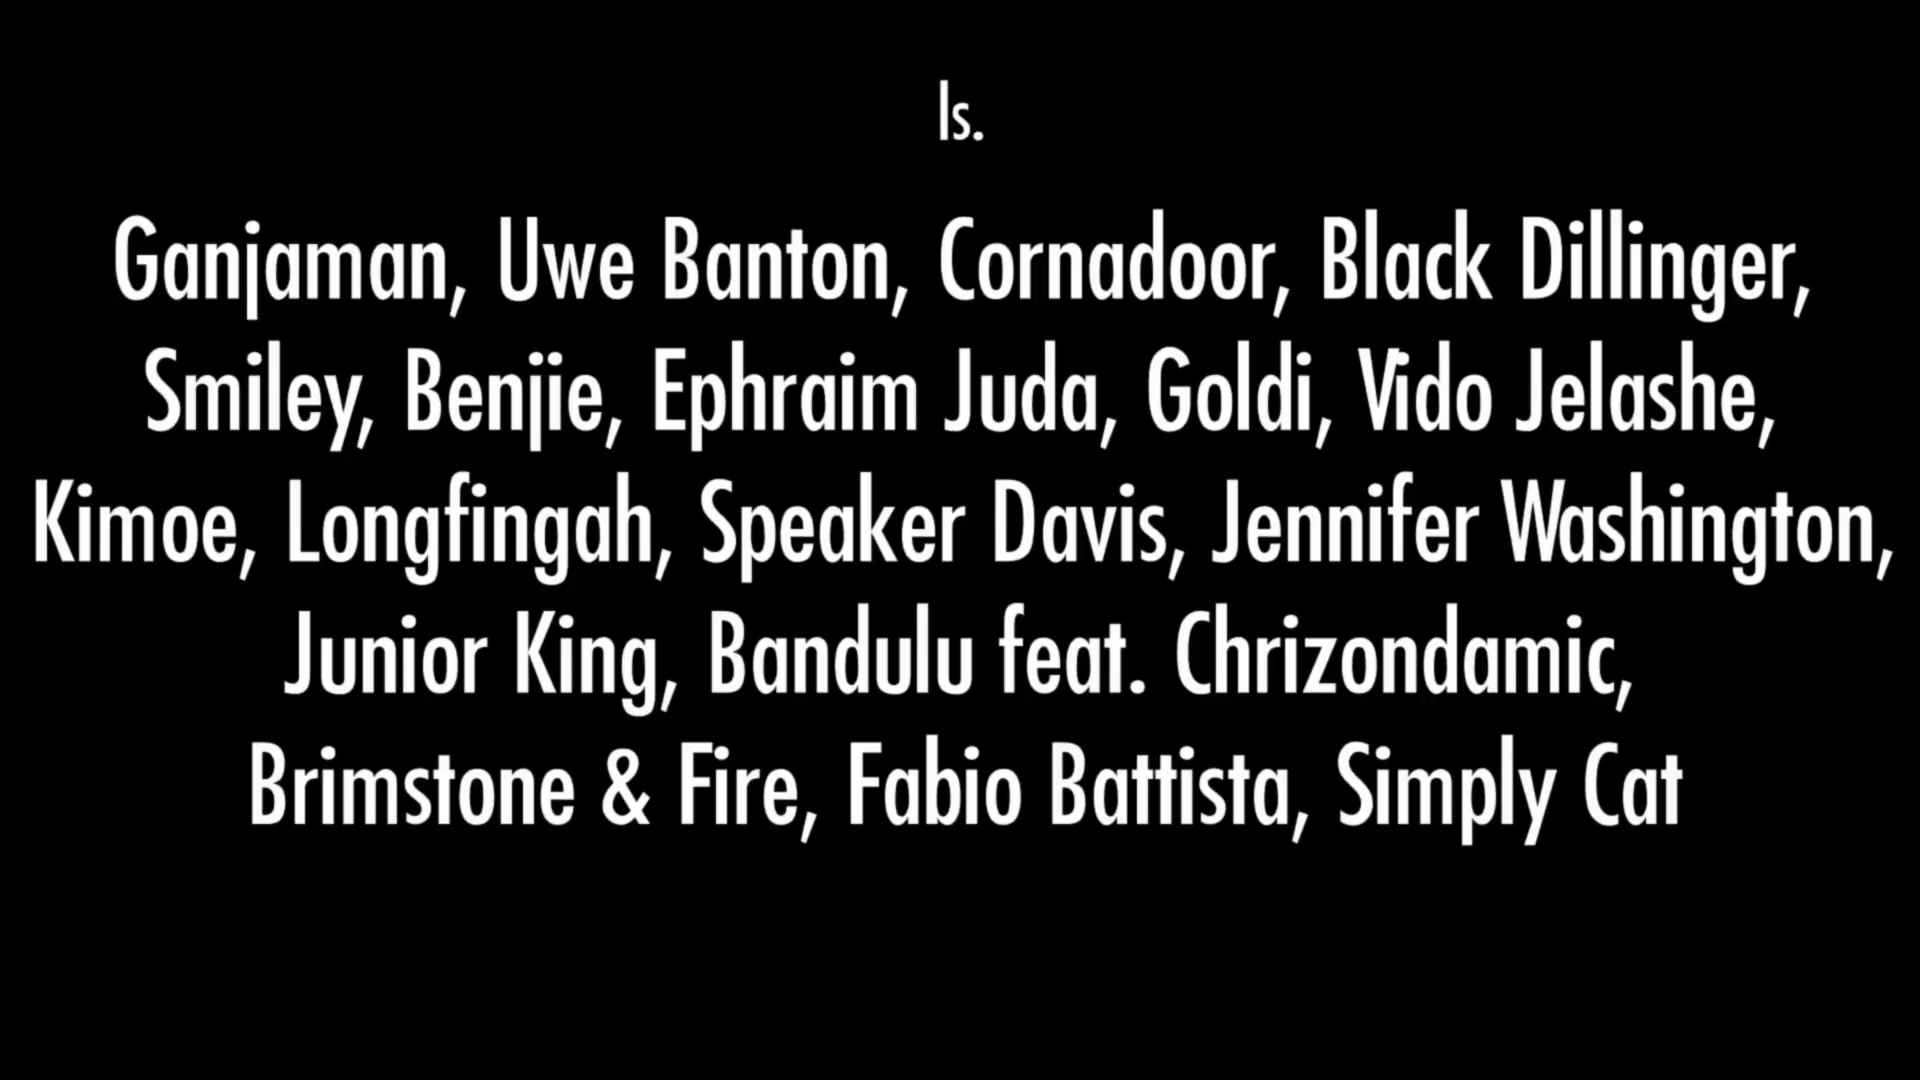 Is.
Ganjaman, Uwe Banton, Cornadoor, Black Dillinger,
Smiley, Benjie, Ephraim Juda, Goldi, Vido Jelashe,
Kimoe, Longfingah, Speaker Davis, Jennifer Washington,
Junior King, Bandulu feat. Chrizondamic,
Brimstone & Fire, Fabio Battista, Simply Cat